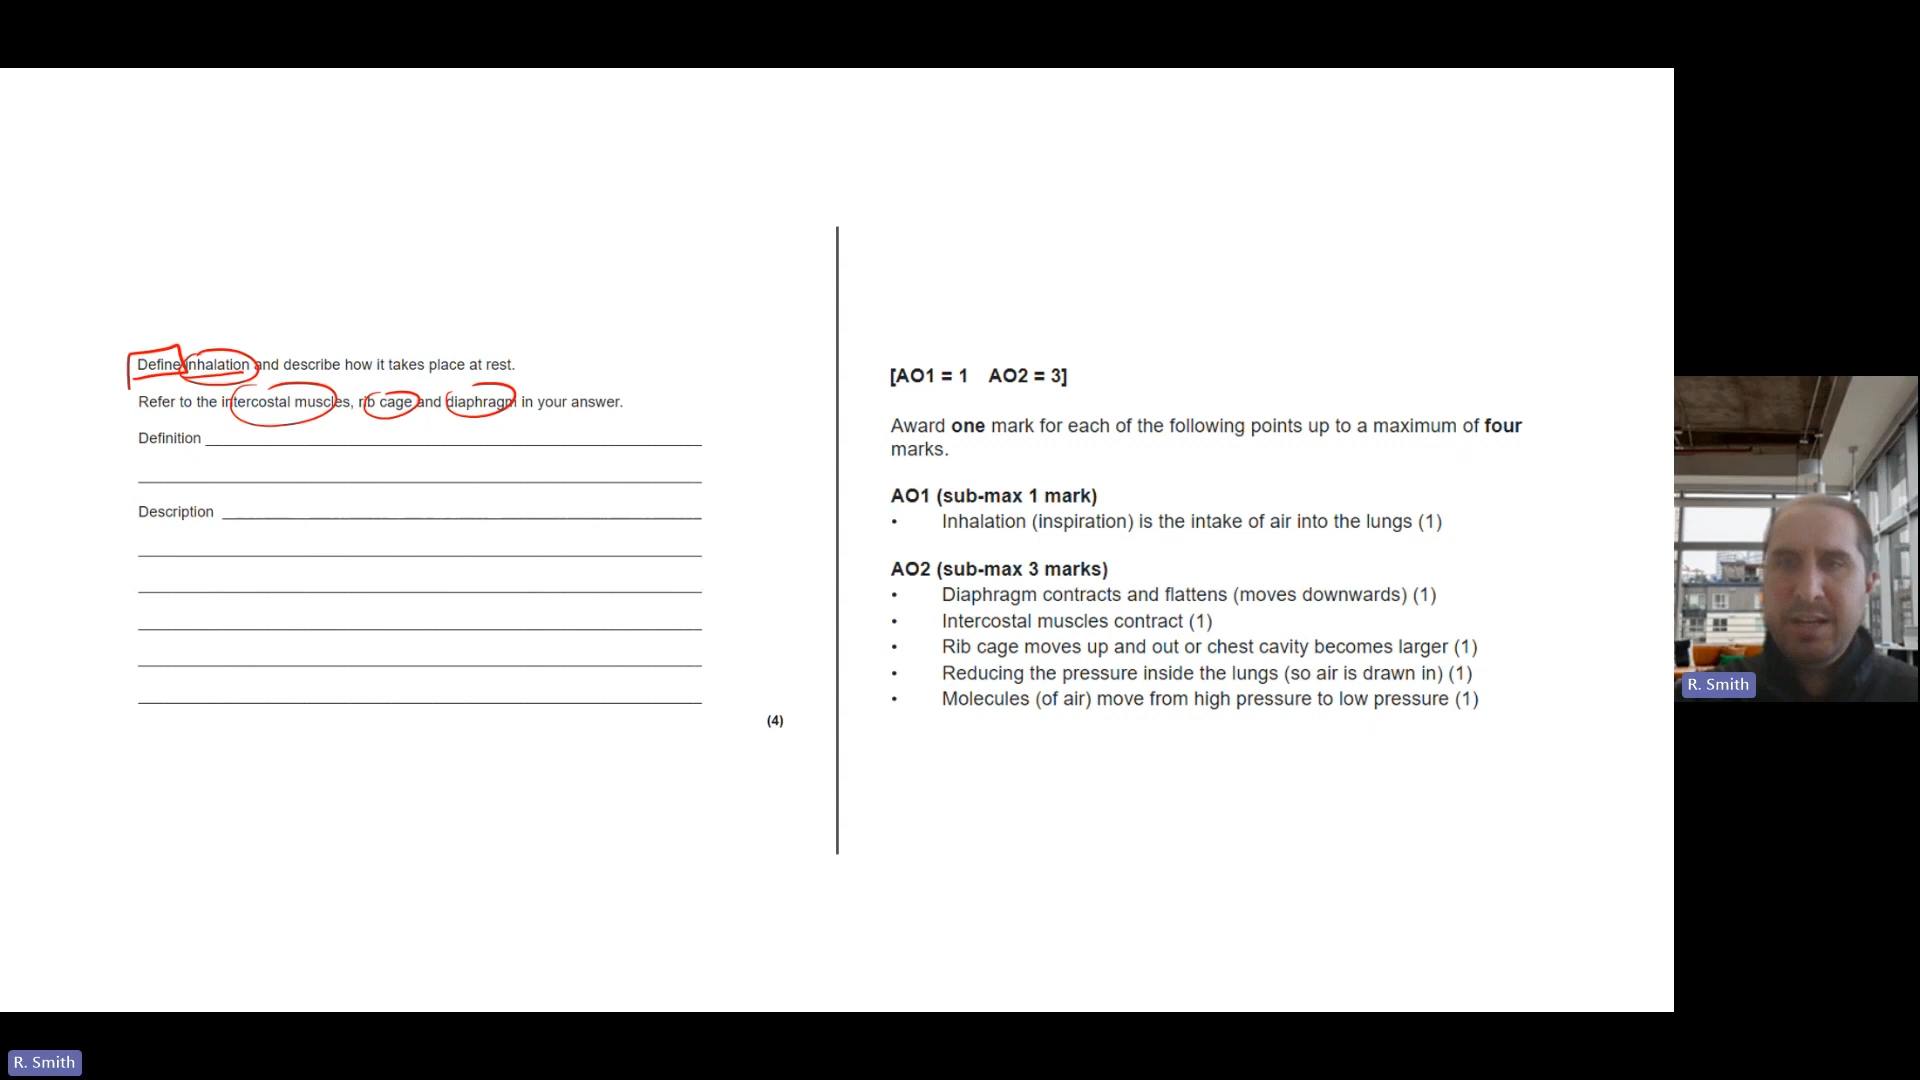 Define inhalation and describe how it takes place at rest.
Refer to the intercostal muscles, rib cage and diaphragm in your answer.
Definition
Description
(4)
[AO1 = 1 AO2 = 3]
Award one mark for each of the following points up to a maximum of four
marks.
AO1 (sub-max 1 mark)
• Inhalation (inspiration) is the intake of air into the lungs (1)
AO2 (sub-max 3 marks)
• Diaphragm contracts and flattens (moves downwards) (1)
• Intercostal muscles contract (1)
• Rib cage moves up and out or chest cavity becomes larger (1)
• Reducing the pressure inside the lungs (so air is drawn in) (1)
• Molecules (of air) move from high pressure to low pressure (1)
R. Smith
R. Smith